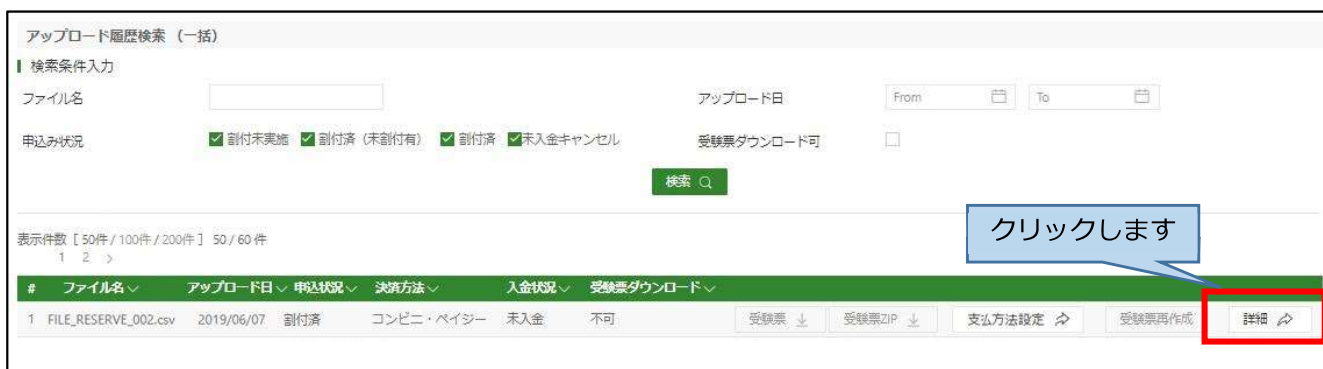 アップロード履歴検索 （一括）
検索条件入力
ファイル名
アップロード日 From To
申込み状況 割付未実施 割付済（未割付有） 割付済 未入金キャンセル 受験票ダウンロード可
検索
クリックします
表示件数 [ 50件 / 100件 / 200件 ] 50 / 60 件
1 2 >
# ファイル名 アップロード日 申込状況 決済方法 入金状況 受験票ダウンロード
1 FILE_RESERVE_002.csv 2019/06/07 割付済 コンビニ・ペイジー 未入金 不可 受験票 受験票ZIP 支払方法設定 受験票再作成 詳細